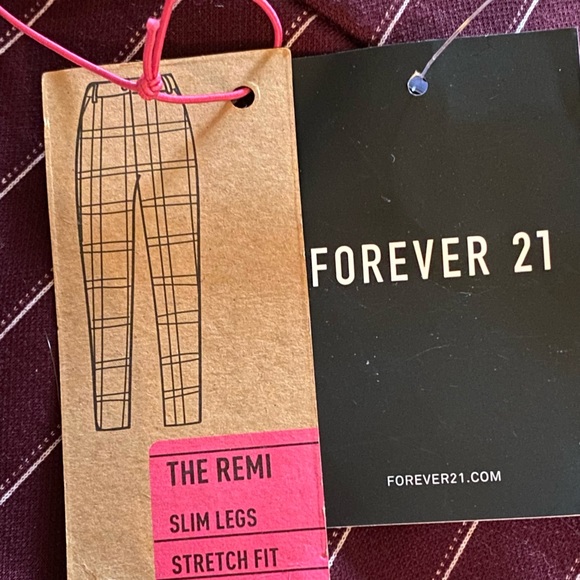 THE REMI
SLIM LEGS
STRETCH FIT
FOREVER 21
FOREVER21.COM